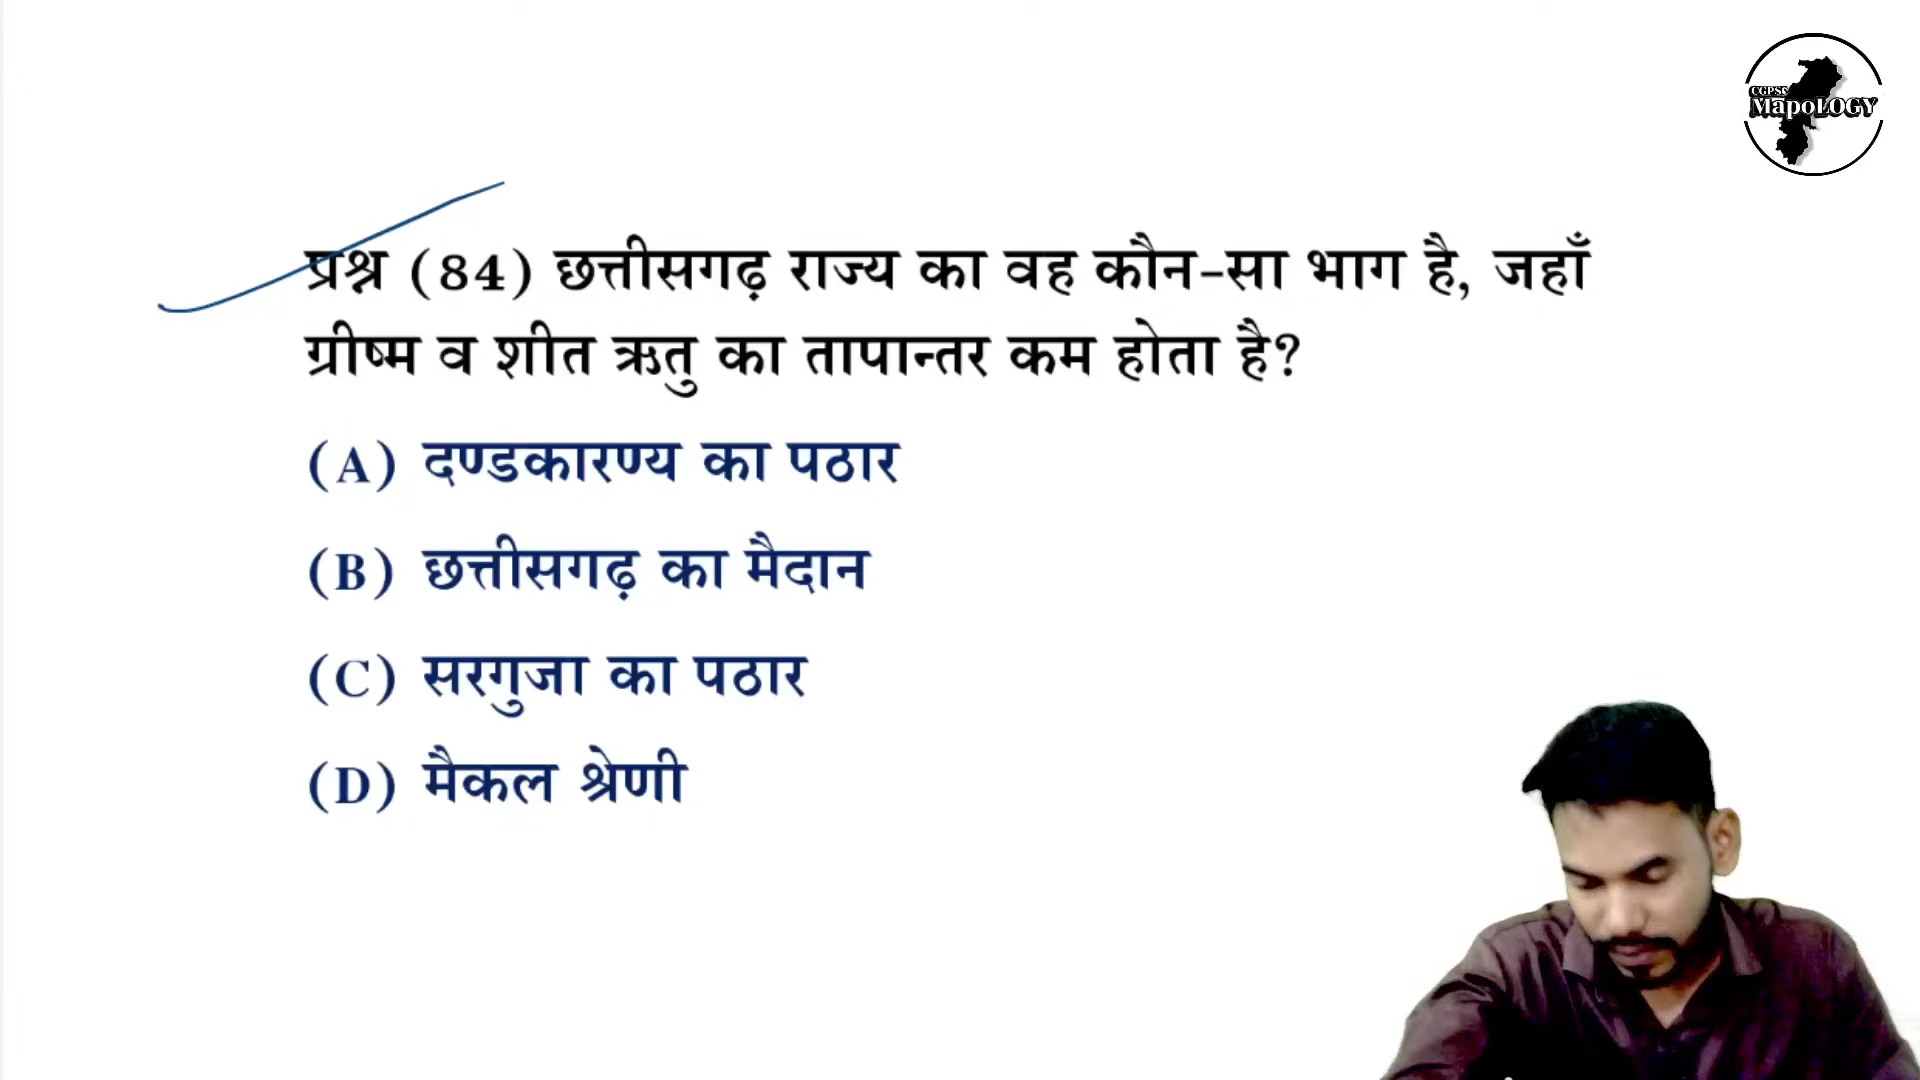 CGPSC
MapoLOGY
प्रश्न (84) छत्तीसगढ़ राज्य का वह कौन-सा भाग है, जहाँ
ग्रीष्म व शीत ऋतु का तापान्तर कम होता है?
(A) दण्डकारण्य का पठार
(B) छत्तीसगढ़ का मैदान
(C) सरगुजा का पठार
(D) मैकल श्रेणी